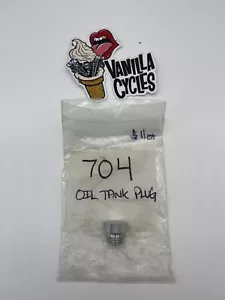 VANILLA
CYCLES
704
OIL TANK PLUG